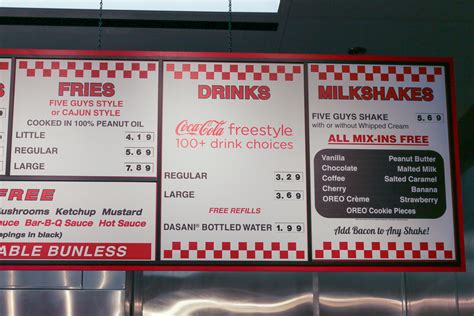 FRIES
FIVE GUYS STYLE
or CAJUN STYLE
COOKED IN 100% PEANUT OIL
LITTLE 4.19
REGULAR 5.69
LARGE 7.19
FREE
Mushrooms Ketchup Mustard
Sauce Bar-B-Q Sauce Hot Sauce
pings in black)
ABLE BUNLESS
DRINKS
Coca-Cola freestyle
100+ drink choices
REGULAR 3.29
LARGE 3.69
FREE REFILLS
DASANI® BOTTLED WATER 1.99
MILKSHAKES
FIVE GUYS SHAKE 5.69
with or without Whipped Cream
ALL MIX-INS FREE
Vanilla Peanut Butter
Chocolate Malted Milk
Coffee Salted Caramel
Cherry Banana
OREO Crème Strawberry
OREO Cookie Pieces
Add Bacon to Any Shake!